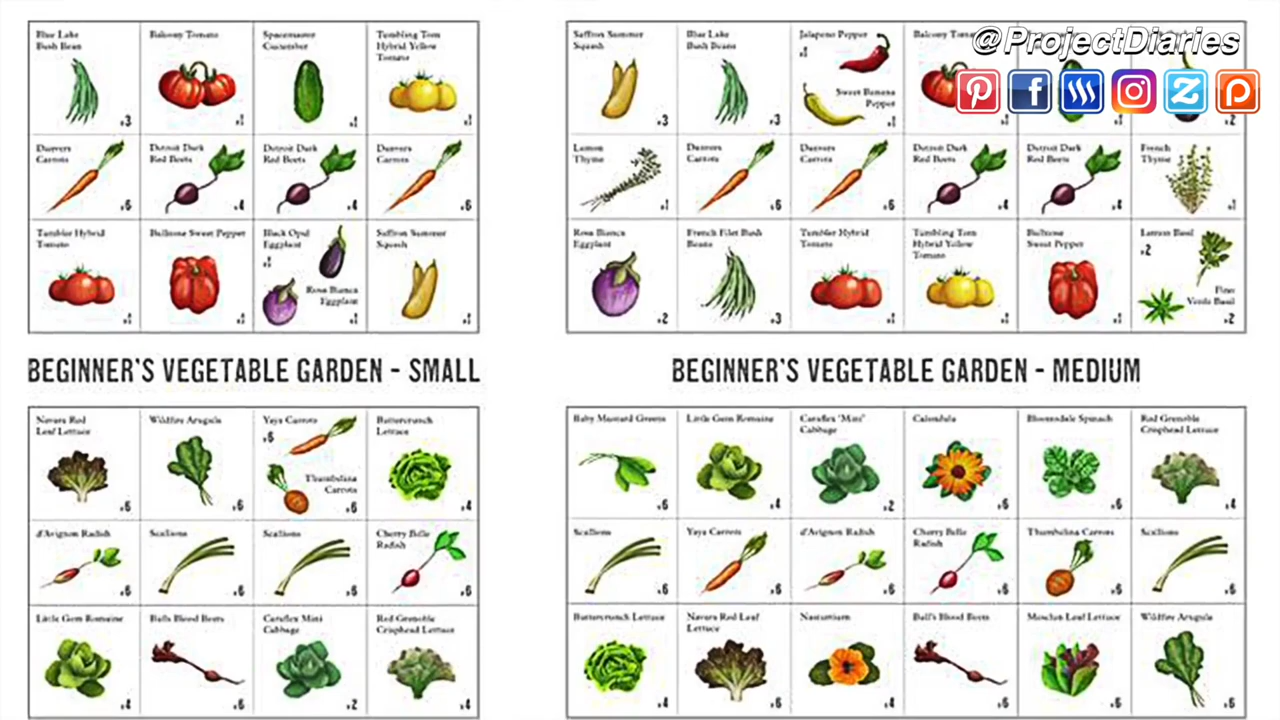 @ProjectDiaries
Blue Lake
Bush Bean
x3
Balcony Tomato
x1
Spacemaster
Cucumber
x1
Tumbling Tom
Hybrid Yellow
Tomato
x1
Danvers
Carrots
x6
Detroit Dark
Red Beets
x4
Detroit Dark
Red Beets
x4
Danvers
Carrots
x6
Tumbler Hybrid
Tomato
x1
Bullnose Sweet Pepper
x1
Black Opal
Eggplant
x1
Rosa Bianca
Eggplant
x1
Saffron Summer
Squash
x1
BEGINNER'S VEGETABLE GARDEN - SMALL
Navara Red
Leaf Lettuce
x6
Wildfire Arugula
x6
Yaya Carrots
x6
Thumbelina
Carrots
x6
Buttercrunch
Lettuce
x4
d'Avignon Radish
x6
Scallions
x6
Scallions
x6
Cherry Belle
Radish
x6
Little Gem Romaine
x4
Bulls Blood Beets
x6
Caraflex Mini
Cabbage
x2
Red Grenoble
Crisphead Lettuce
x4
Saffron Summer
Squash
x3
Blue Lake
Bush Beans
x3
Jalapeno Pepper
x1
Sweet Banana
Pepper
x1
x1
x2
Lemon
Thyme
x1
Danvers
Carrots
x6
Danvers
Carrots
x6
Detroit Dark
Red Beets
x4
Detroit Dark
Red Beets
x4
French
Thyme
x1
Rosa Bianca
Eggplant
x2
French Filet Bush
Beans
x3
Tumbler Hybrid
Tomato
x1
Tumbling Tom
Hybrid Yellow
Tomato
x1
Bullnose
Sweet Pepper
x1
Lemon Basil
x2
Fino
Verde Basil
x2
BEGINNER'S VEGETABLE GARDEN - MEDIUM
Baby Mustard Greens
x6
Little Gem Romaine
x4
Caraflex 'Mini'
Cabbage
x2
Calendula
x6
Bloomsdale Spinach
x6
Red Grenoble
Crisphead Lettuce
x4
Scallions
x6
Yaya Carrots
x6
d'Avignon Radish
x6
Cherry Belle
Radish
x6
Thumbelina Carrots
x6
Scallions
x6
Buttercrunch Lettuce
x4
Navara Red Leaf
Lettuce
x6
Nasturtium
x2
Bull's Blood Beets
x6
Mesclun Leaf Lettuce
x6
Wildfire Arugula
x6